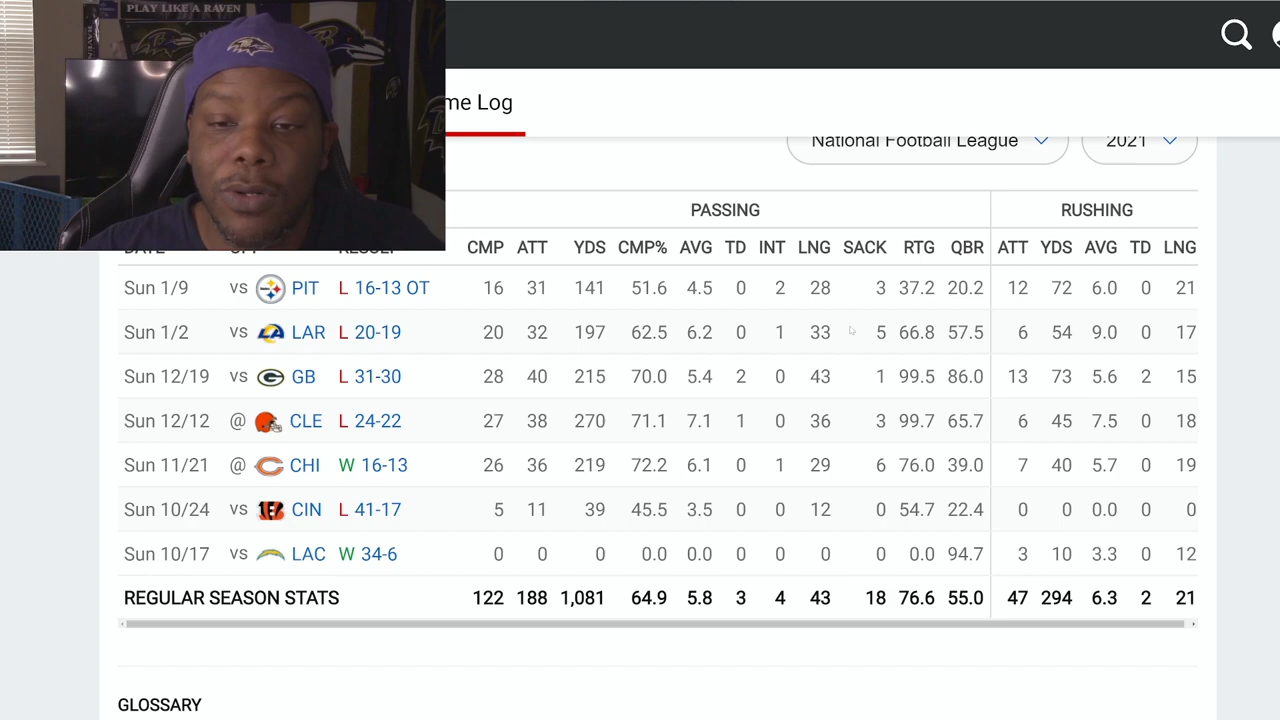 PLAY LIKE A RAVEN
me Log
National Football League 2021
PASSING RUSHING
CMP ATT YDS CMP% AVG TD INT LNG SACK RTG QBR ATT YDS AVG TD LNG
Sun 1/9 vs PIT L 16-13 OT 16 31 141 51.6 4.5 0 2 28 3 37.2 20.2 12 72 6.0 0 21
Sun 1/2 vs LAR L 20-19 20 32 197 62.5 6.2 0 1 33 5 66.8 57.5 6 54 9.0 0 17
Sun 12/19 vs GB L 31-30 28 40 215 70.0 5.4 2 0 43 1 99.5 86.0 13 73 5.6 2 15
Sun 12/12 @ CLE L 24-22 27 38 270 71.1 7.1 1 0 36 3 99.7 65.7 6 45 7.5 0 18
Sun 11/21 @ CHI W 16-13 26 36 219 72.2 6.1 0 1 29 6 76.0 39.0 7 40 5.7 0 19
Sun 10/24 vs CIN L 41-17 5 11 39 45.5 3.5 0 0 12 0 54.7 22.4 0 0 0.0 0 0
Sun 10/17 vs LAC W 34-6 0 0 0 0.0 0.0 0 0 0 0 0.0 94.7 3 10 3.3 0 12
REGULAR SEASON STATS 122 188 1,081 64.9 5.8 3 4 43 18 76.6 55.0 47 294 6.3 2 21
GLOSSARY